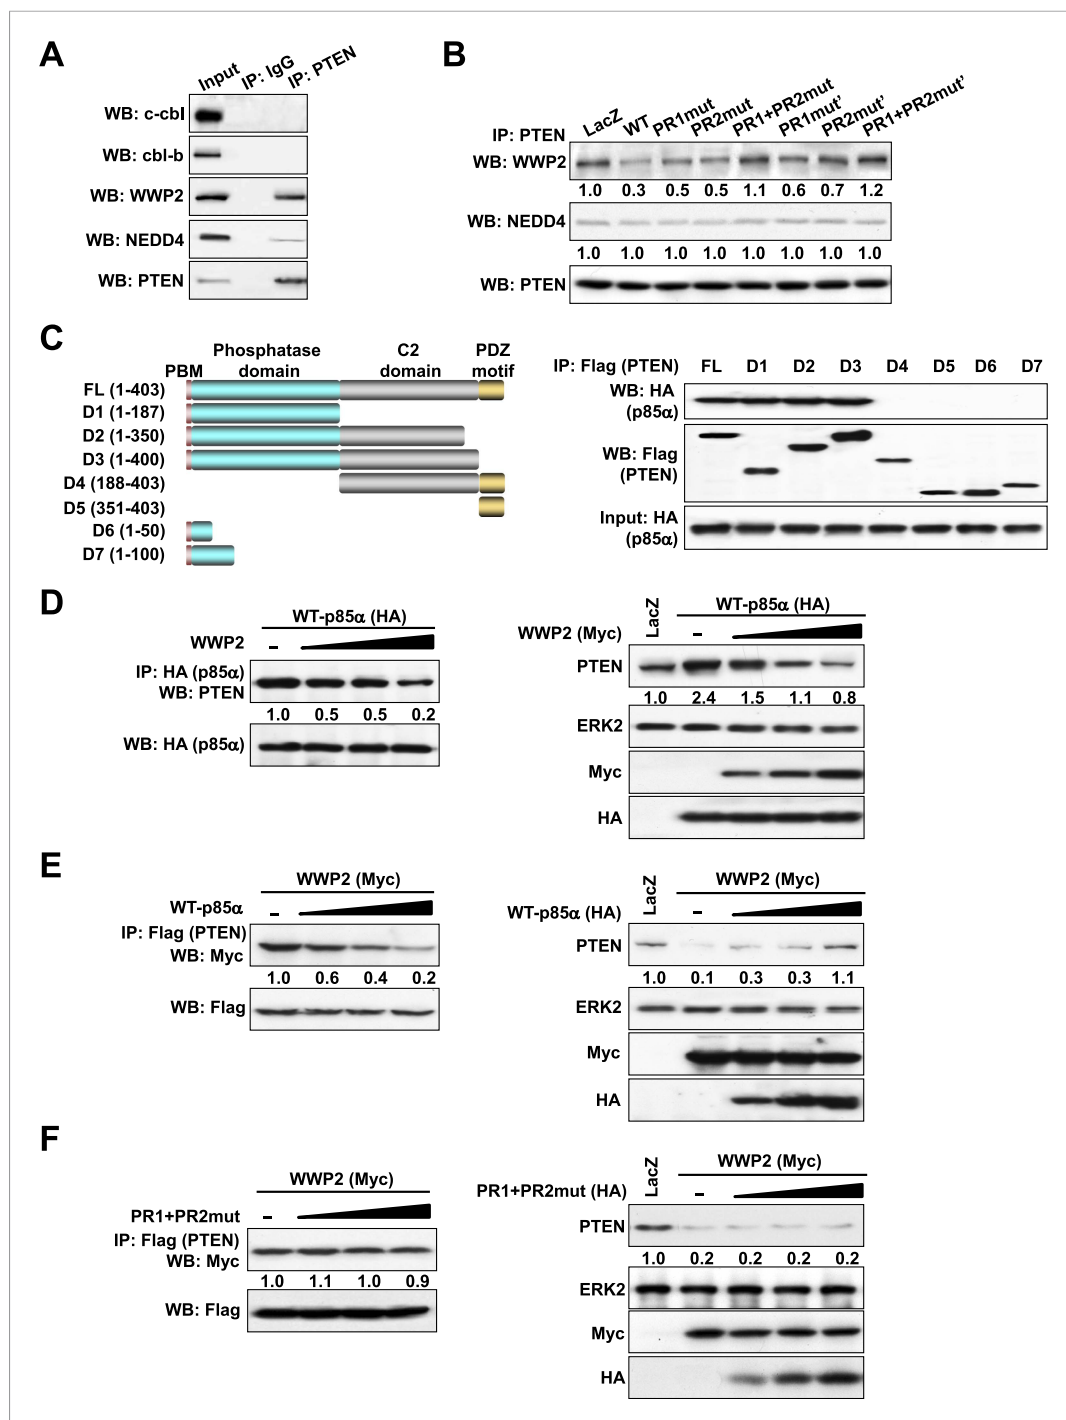 A
Input
IP: IgG
IP: PTEN
WB: c-cbl
WB: cbl-b
WB: WWP2
WB: NEDD4
WB: PTEN
B
IP: PTEN
LacZ
WT
PR1mut
PR2mut
PR1+PR2mut
PR1mut'
PR2mut'
PR1+PR2mut'
WB: WWP2
1.0 0.3 0.5 0.5 1.1 0.6 0.7 1.2
WB: NEDD4
1.0 1.0 1.0 1.0 1.0 1.0 1.0 1.0
WB: PTEN
C
Phosphatase C2 PDZ
PBM domain domain motif
FL (1-403)
D1 (1-187)
D2 (1-350)
D3 (1-400)
D4 (188-403)
D5 (351-403)
D6 (1-50)
D7 (1-100)
IP: Flag (PTEN) FL D1 D2 D3 D4 D5 D6 D7
WB: HA
(p85α)
WB: Flag
(PTEN)
Input: HA
(p85α)
D
WT-p85α (HA)
WWP2 –
IP: HA (p85α)
WB: PTEN
1.0 0.5 0.5 0.2
WB: HA (p85α)
LacZ
WT-p85α (HA)
WWP2 (Myc) –
PTEN
1.0 2.4 1.5 1.1 0.8
ERK2
Myc
HA
E
WWP2 (Myc)
WT-p85α –
IP: Flag (PTEN)
WB: Myc
1.0 0.6 0.4 0.2
WB: Flag
LacZ
WWP2 (Myc)
WT-p85α (HA) –
PTEN
1.0 0.1 0.3 0.3 1.1
ERK2
Myc
HA
F
WWP2 (Myc)
PR1+PR2mut –
IP: Flag (PTEN)
WB: Myc
1.0 1.1 1.0 0.9
WB: Flag
LacZ
WWP2 (Myc)
PR1+PR2mut (HA) –
PTEN
1.0 0.2 0.2 0.2 0.2
ERK2
Myc
HA